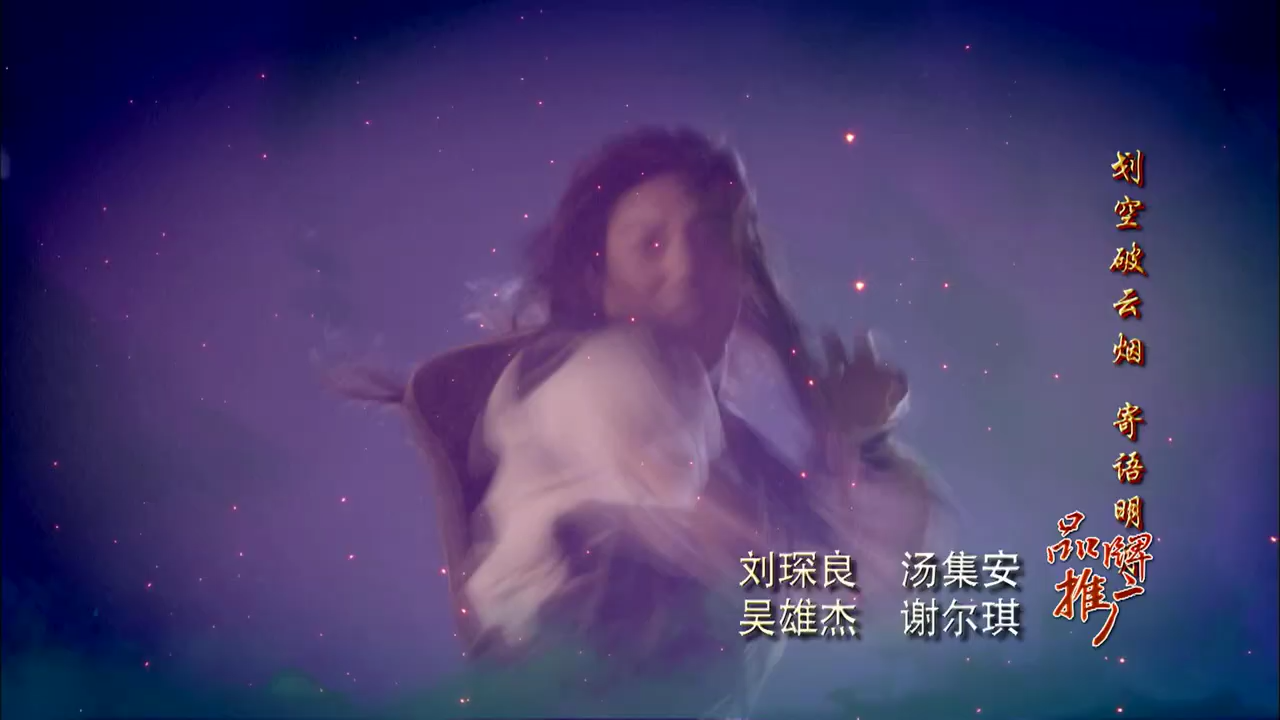 划空破云烟 寄语明
刘琛良 汤集安
吴雄杰 谢尔琪
品牌
推广